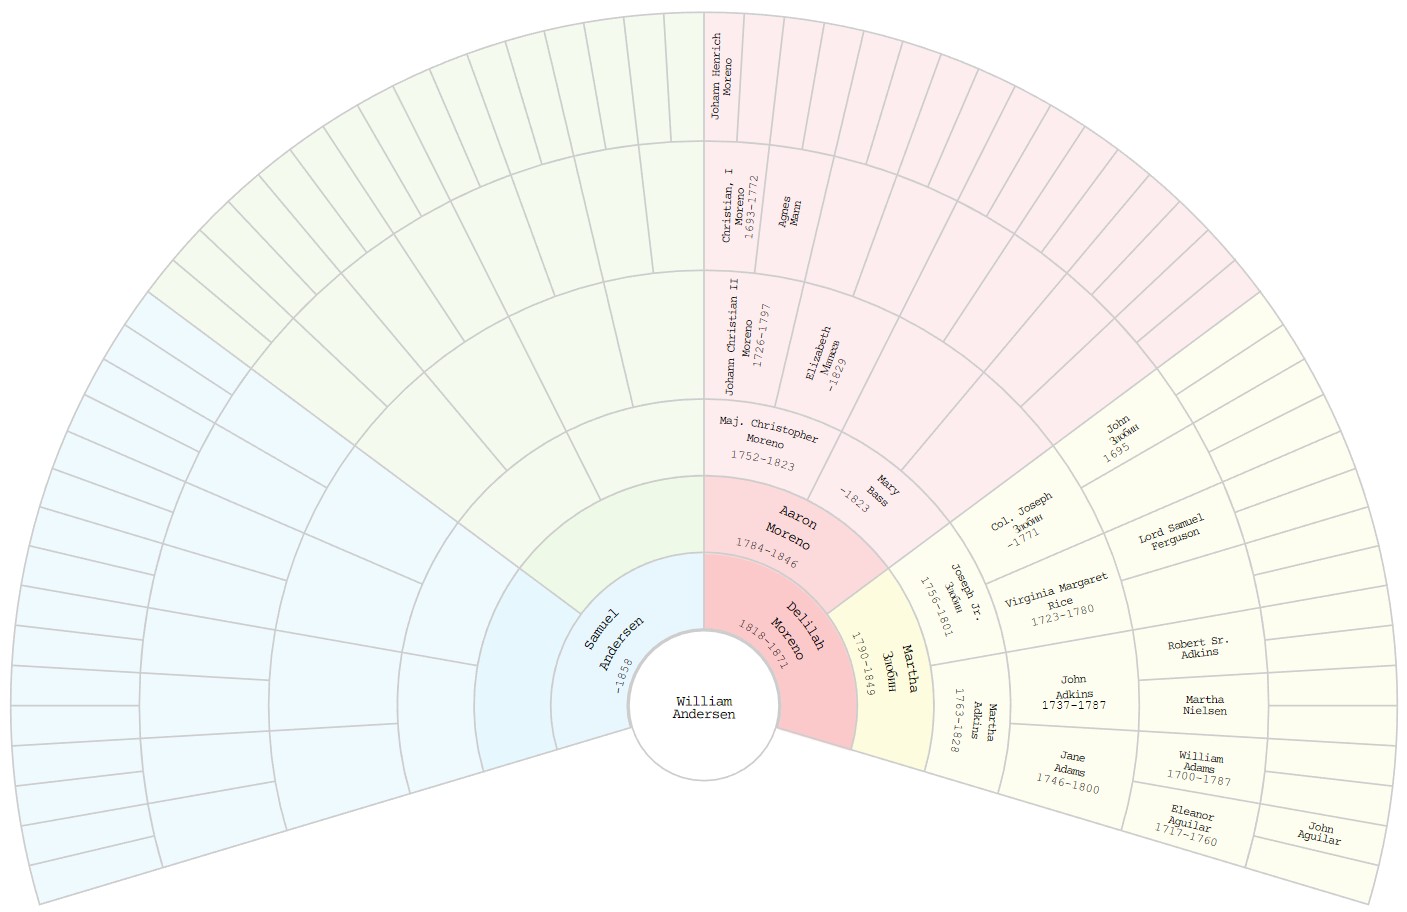 Johann Henrich
Moreno
Christian, I
Moreno
1693-1772
Agnes
Mann
Johann Christian II
Moreno
1726-1797
Elizabeth
-1829
Maj. Christopher
Moreno
1752-1823
Mary
Bass
-1823
Aaron
Moreno
1784-1846
Delilah
Moreno
1818-1871
Samuel
Andersen
-1858
William
Andersen
Martha
Злобин
1790-1849
Joseph Jr.
Злобин
1756-1801
Martha
Adkins
1763-1828
Col. Joseph
Злобин
-1771
Virginia Margaret
Rice
1723-1780
John
Adkins
1737-1787
Jane
Adams
1746-1800
John
Злобин
1695
Lord Samuel
Ferguson
Robert Sr.
Adkins
Martha
Nielsen
William
Adams
1700-1787
Eleanor
Aguilar
1717-1760
John
Aguilar